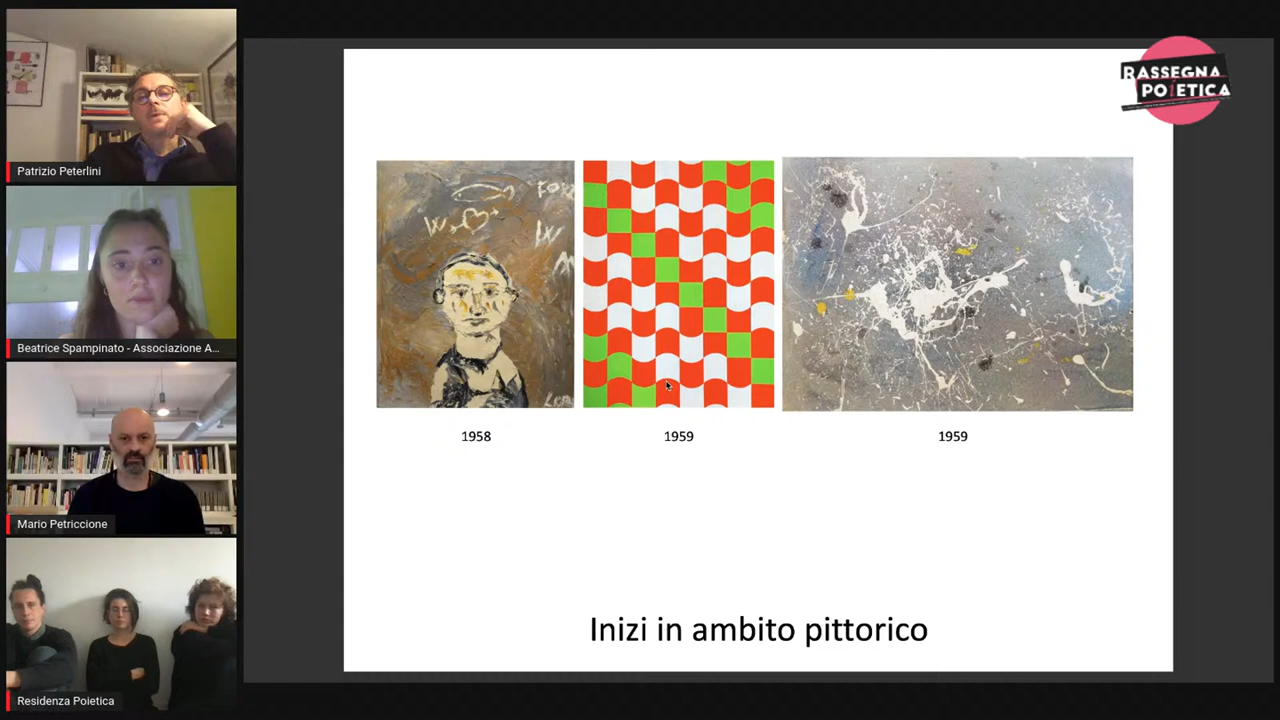 Patrizio Peterlini
Beatrice Spampinato - Associazione A...
Mario Petriccione
Residenza Poietica
RASSEGNA
POiETICA
W
W
1958
1959
1959
Inizi in ambito pittorico